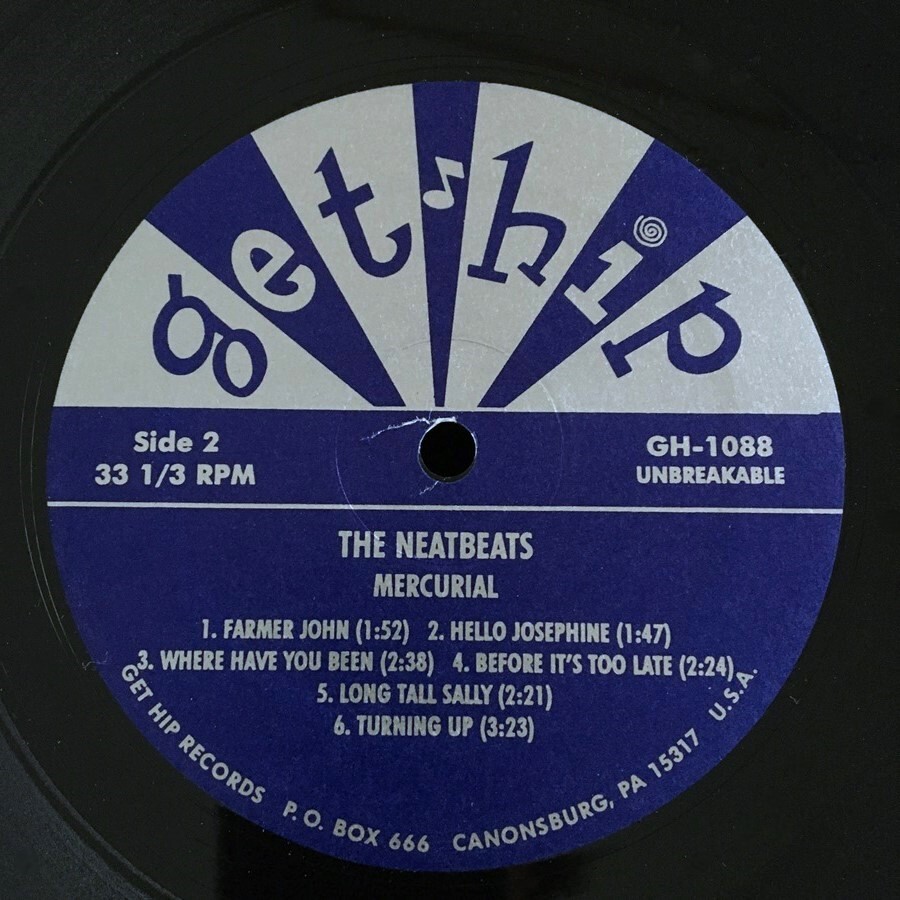 get hip
Side 2
33 1/3 RPM
GH-1088
UNBREAKABLE
THE NEATBEATS
MERCURIAL
1. FARMER JOHN (1:52) 2. HELLO JOSEPHINE (1:47)
3. WHERE HAVE YOU BEEN (2:38) 4. BEFORE IT'S TOO LATE (2:24)
5. LONG TALL SALLY (2:21)
6. TURNING UP (3:23)
GET HIP RECORDS P.O. BOX 666 CANONSBURG, PA 15317 U.S.A.